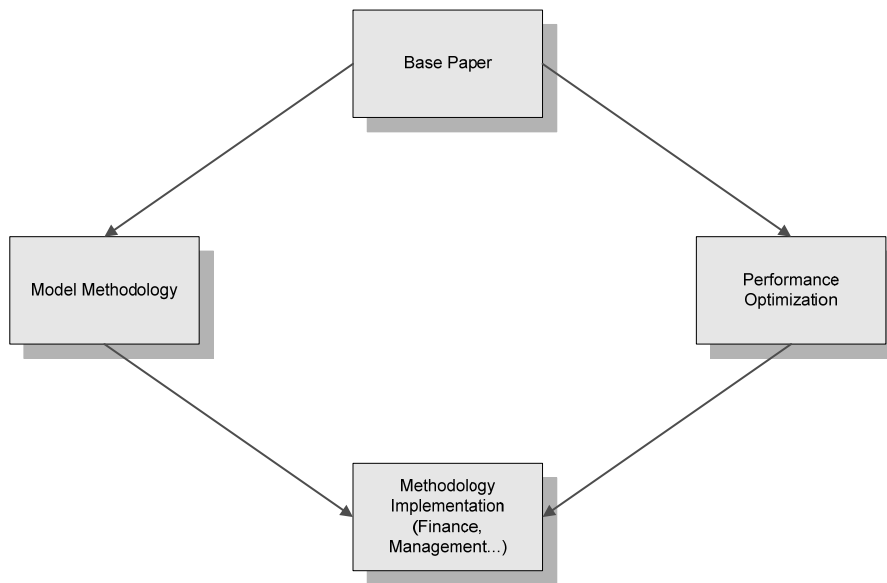 Base Paper
Model Methodology
Performance
Optimization
Methodology
Implementation
(Finance,
Management...)